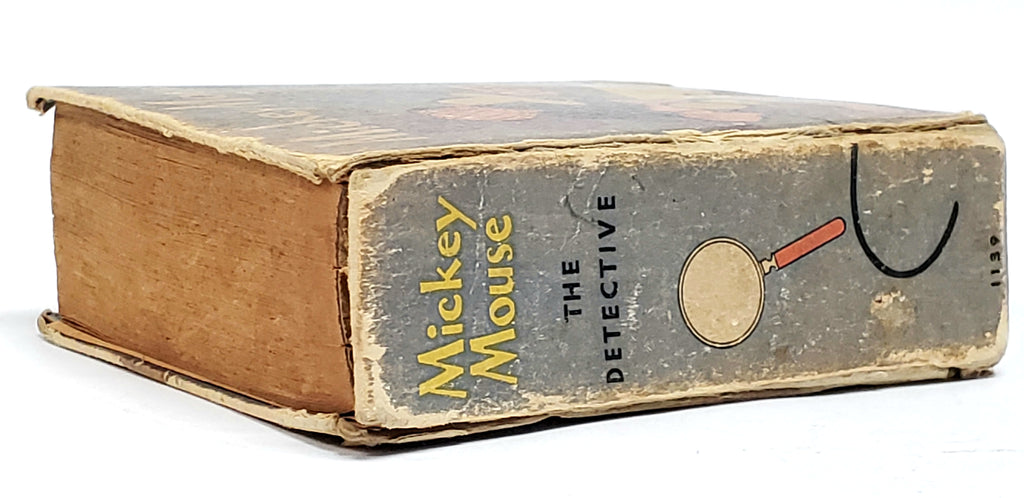 Mickey
Mouse
THE
DETECTIVE
1139